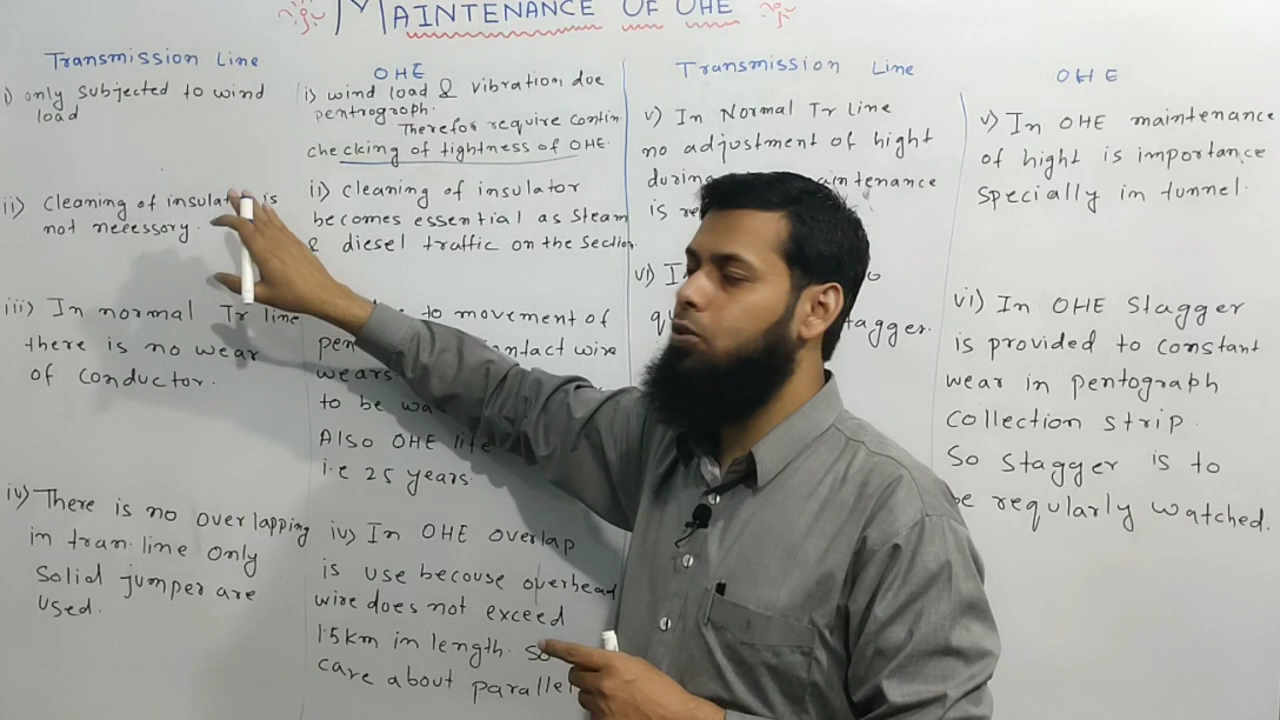 MAINTENANCE OF OHE
Transmission Line
i) only subjected to wind
load
ii) cleaning of insulator is
not necessory.
iii) In normal Tr line
there is no wear
of conductor.
iv) There is no overlapping
in tran. line only
solid jumper are
used.
OHE
i) wind load & vibration doe
pentrogroph.
Therefor require contin
checking of tightness of OHE.
ii) cleaning of insulator
becomes essential as steam
& diesel traffic on the section.
to movement of
contact wire
wears
to be
Also OHE life
i.e 25 years.
iv) In OHE overlap
is use becouse overhead
wire does not exceed
1.5km in length. so
care about parallel
Transmission Line
v) In Normal Tr line
no adjustment of hight
during maintenance
is
vi) In
stagger.
OHE
v) In OHE maintenance
of hight is importance
specially in tunnel.
vi) In OHE Stagger
is provided to constant
wear in pentograph
collection strip.
So stagger is to
be reqularly watched.